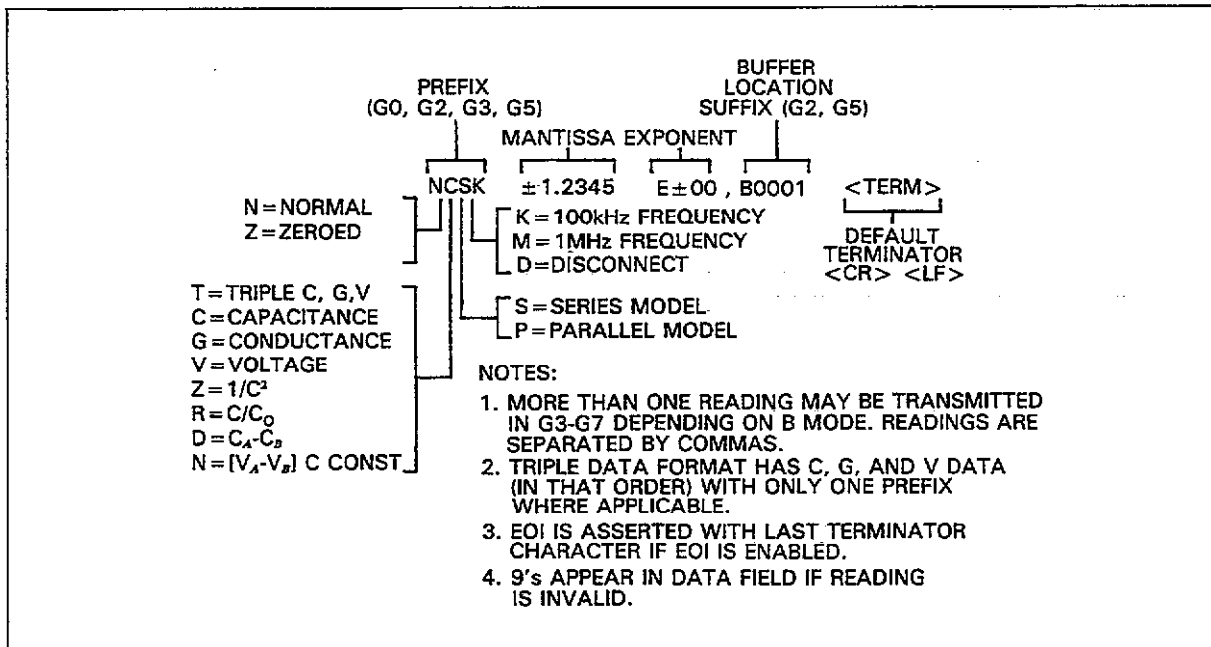 PREFIX
(G0, G2, G3, G5)
BUFFER
LOCATION
SUFFIX (G2, G5)
MANTISSA EXPONENT
NCSK ±1.2345 E±00 , B0001 <TERM>
N=NORMAL
Z=ZEROED
K=100kHz FREQUENCY
M=1MHz FREQUENCY
D=DISCONNECT
DEFAULT
TERMINATOR
<CR> <LF>
T=TRIPLE C, G,V
C=CAPACITANCE
G=CONDUCTANCE
V=VOLTAGE
Z=1/C²
R=C/CO
D=CA-CB
N=[VA-VB] C CONST
S=SERIES MODEL
P=PARALLEL MODEL
NOTES:
1. MORE THAN ONE READING MAY BE TRANSMITTED
IN G3-G7 DEPENDING ON B MODE. READINGS ARE
SEPARATED BY COMMAS.
2. TRIPLE DATA FORMAT HAS C, G, AND V DATA
(IN THAT ORDER) WITH ONLY ONE PREFIX
WHERE APPLICABLE.
3. EOI IS ASSERTED WITH LAST TERMINATOR
CHARACTER IF EOI IS ENABLED.
4. 9's APPEAR IN DATA FIELD IF READING
IS INVALID.